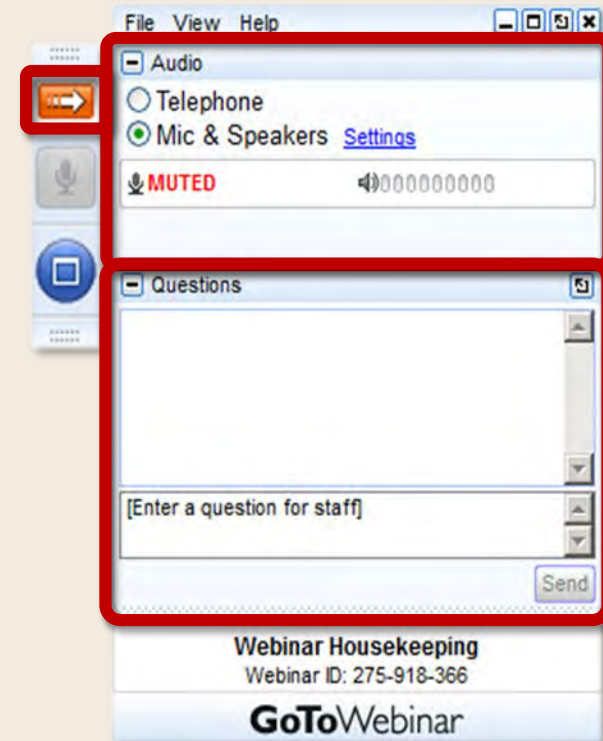 File View Help
Audio
Telephone
Mic & Speakers Settings
MUTED 000000000
Questions
[Enter a question for staff]
Send
Webinar Housekeeping
Webinar ID: 275-918-366
GoToWebinar